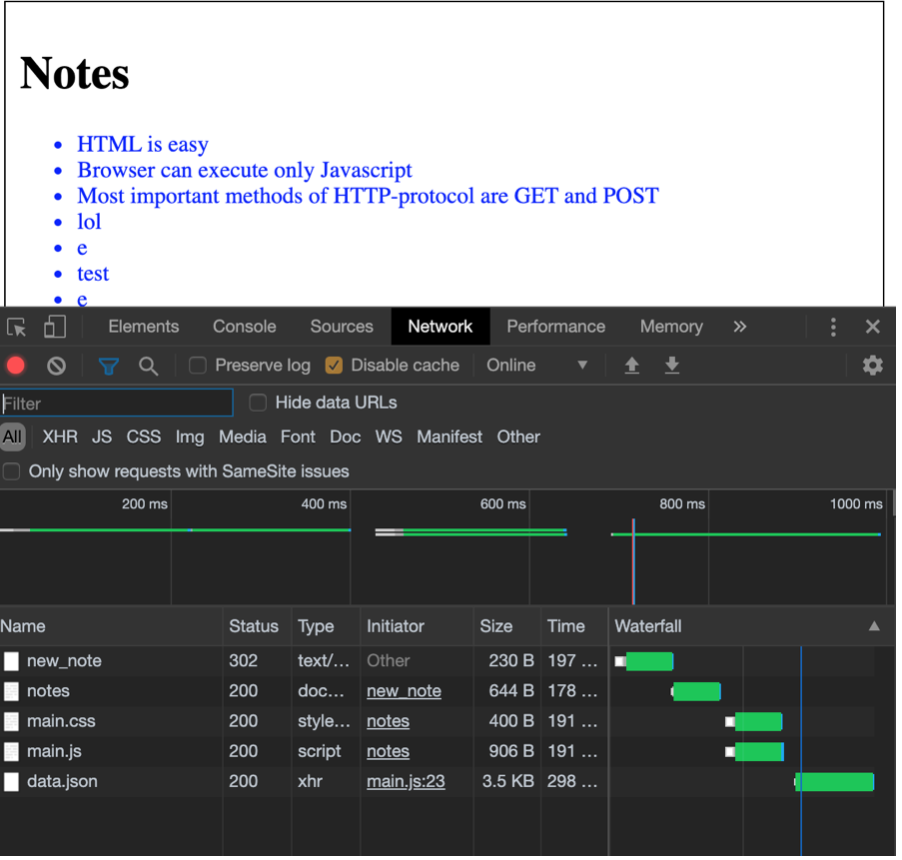 Notes
HTML is easy
Browser can execute only Javascript
Most important methods of HTTP-protocol are GET and POST
lol
e
test
e
Elements Console Sources Network Performance Memory »
Preserve log Disable cache Online
Filter Hide data URLs
All XHR JS CSS Img Media Font Doc WS Manifest Other
Only show requests with SameSite issues
200 ms 400 ms 600 ms 800 ms 1000 ms
Name Status Type Initiator Size Time Waterfall
new_note 302 text/... Other 230 B 197 ...
notes 200 doc... new_note 644 B 178 ...
main.css 200 style... notes 400 B 191 ...
main.js 200 script notes 906 B 191 ...
data.json 200 xhr main.js:23 3.5 KB 298 ...